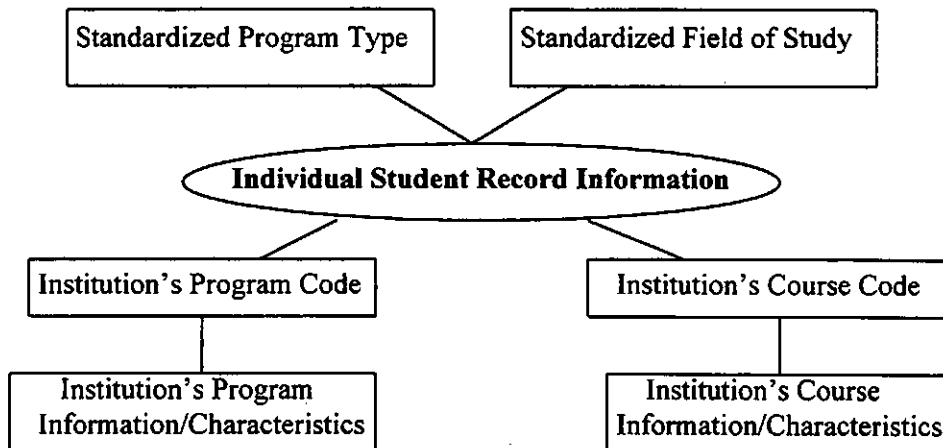 Standardized Program Type
Standardized Field of Study
Individual Student Record Information
Institution's Program Code
Institution's Course Code
Institution's Program
Information/Characteristics
Institution's Course
Information/Characteristics